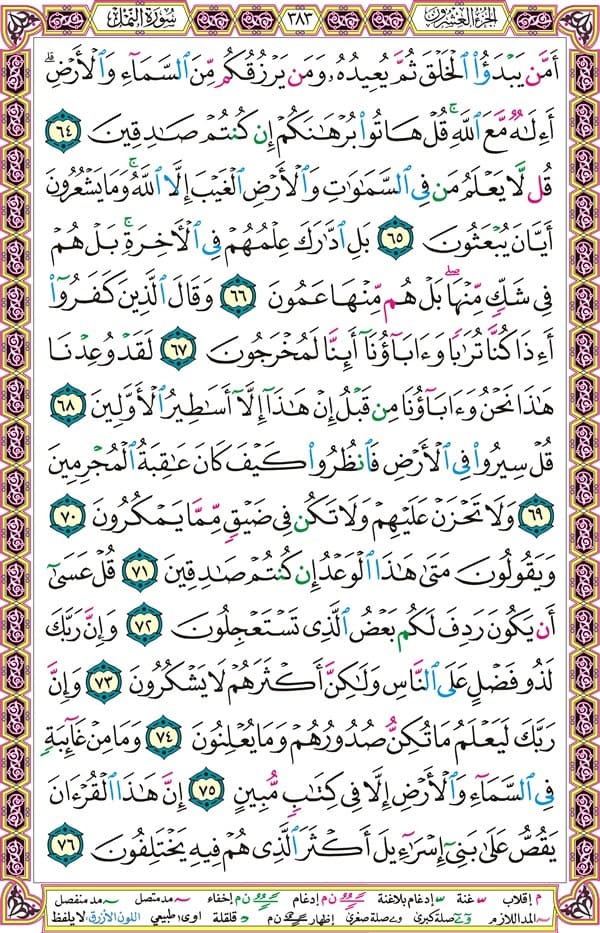 الجزء العشرون ٣٨٣ سورة النمل
أَمَّن يَبْدَؤُا۟ ٱلْخَلْقَ ثُمَّ يُعِيدُهُۥ وَمَن يَرْزُقُكُم مِّنَ ٱلسَّمَآءِ وَٱلْأَرْضِ ۗ
أَءِلَٰهٌ مَّعَ ٱللَّهِ ۚ قُلْ هَاتُوا۟ بُرْهَٰنَكُمْ إِن كُنتُمْ صَٰدِقِينَ ٦٤
قُل لَّا يَعْلَمُ مَن فِى ٱلسَّمَٰوَٰتِ وَٱلْأَرْضِ ٱلْغَيْبَ إِلَّا ٱللَّهُ ۚ وَمَا يَشْعُرُونَ
أَيَّانَ يُبْعَثُونَ ٦٥ بَلِ ٱدَّٰرَكَ عِلْمُهُمْ فِى ٱلْءَاخِرَةِ ۚ بَلْ هُمْ
فِى شَكٍّ مِّنْهَا ۖ بَلْ هُم مِّنْهَا عَمُونَ ٦٦ وَقَالَ ٱلَّذِينَ كَفَرُوٓا۟
أَءِذَا كُنَّا تُرَٰبًا وَءَابَآؤُنَآ أَئِنَّا لَمُخْرَجُونَ ٦٧ لَقَدْ وُعِدْنَا
هَٰذَا نَحْنُ وَءَابَآؤُنَا مِن قَبْلُ إِنْ هَٰذَآ إِلَّآ أَسَٰطِيرُ ٱلْأَوَّلِينَ ٦٨
قُلْ سِيرُوا۟ فِى ٱلْأَرْضِ فَٱنظُرُوا۟ كَيْفَ كَانَ عَٰقِبَةُ ٱلْمُجْرِمِينَ
٦٩ وَلَا تَحْزَنْ عَلَيْهِمْ وَلَا تَكُن فِى ضَيْقٍ مِّمَّا يَمْكُرُونَ ٧٠
وَيَقُولُونَ مَتَىٰ هَٰذَا ٱلْوَعْدُ إِن كُنتُمْ صَٰدِقِينَ ٧١ قُلْ عَسَىٰٓ
أَن يَكُونَ رَدِفَ لَكُم بَعْضُ ٱلَّذِى تَسْتَعْجِلُونَ ٧٢ وَإِنَّ رَبَّكَ
لَذُو فَضْلٍ عَلَى ٱلنَّاسِ وَلَٰكِنَّ أَكْثَرَهُمْ لَا يَشْكُرُونَ ٧٣ وَإِنَّ
رَبَّكَ لَيَعْلَمُ مَا تُكِنُّ صُدُورُهُمْ وَمَا يُعْلِنُونَ ٧٤ وَمَا مِنْ غَآئِبَةٍ
فِى ٱلسَّمَآءِ وَٱلْأَرْضِ إِلَّا فِى كِتَٰبٍ مُّبِينٍ ٧٥ إِنَّ هَٰذَا ٱلْقُرْءَانَ
يَقُصُّ عَلَىٰ بَنِىٓ إِسْرَٰٓءِيلَ أَكْثَرَ ٱلَّذِى هُمْ فِيهِ يَخْتَلِفُونَ ٧٦
م إقلاب غنة إدغام بلاغنة ن م إدغام ن م إخفاء مد متصل مد منفصل
المد اللازم صلة كبرى صلة صغرى إظهار ن م قلقلة اوى طبيعي اللون الأزرق لا يلفظ